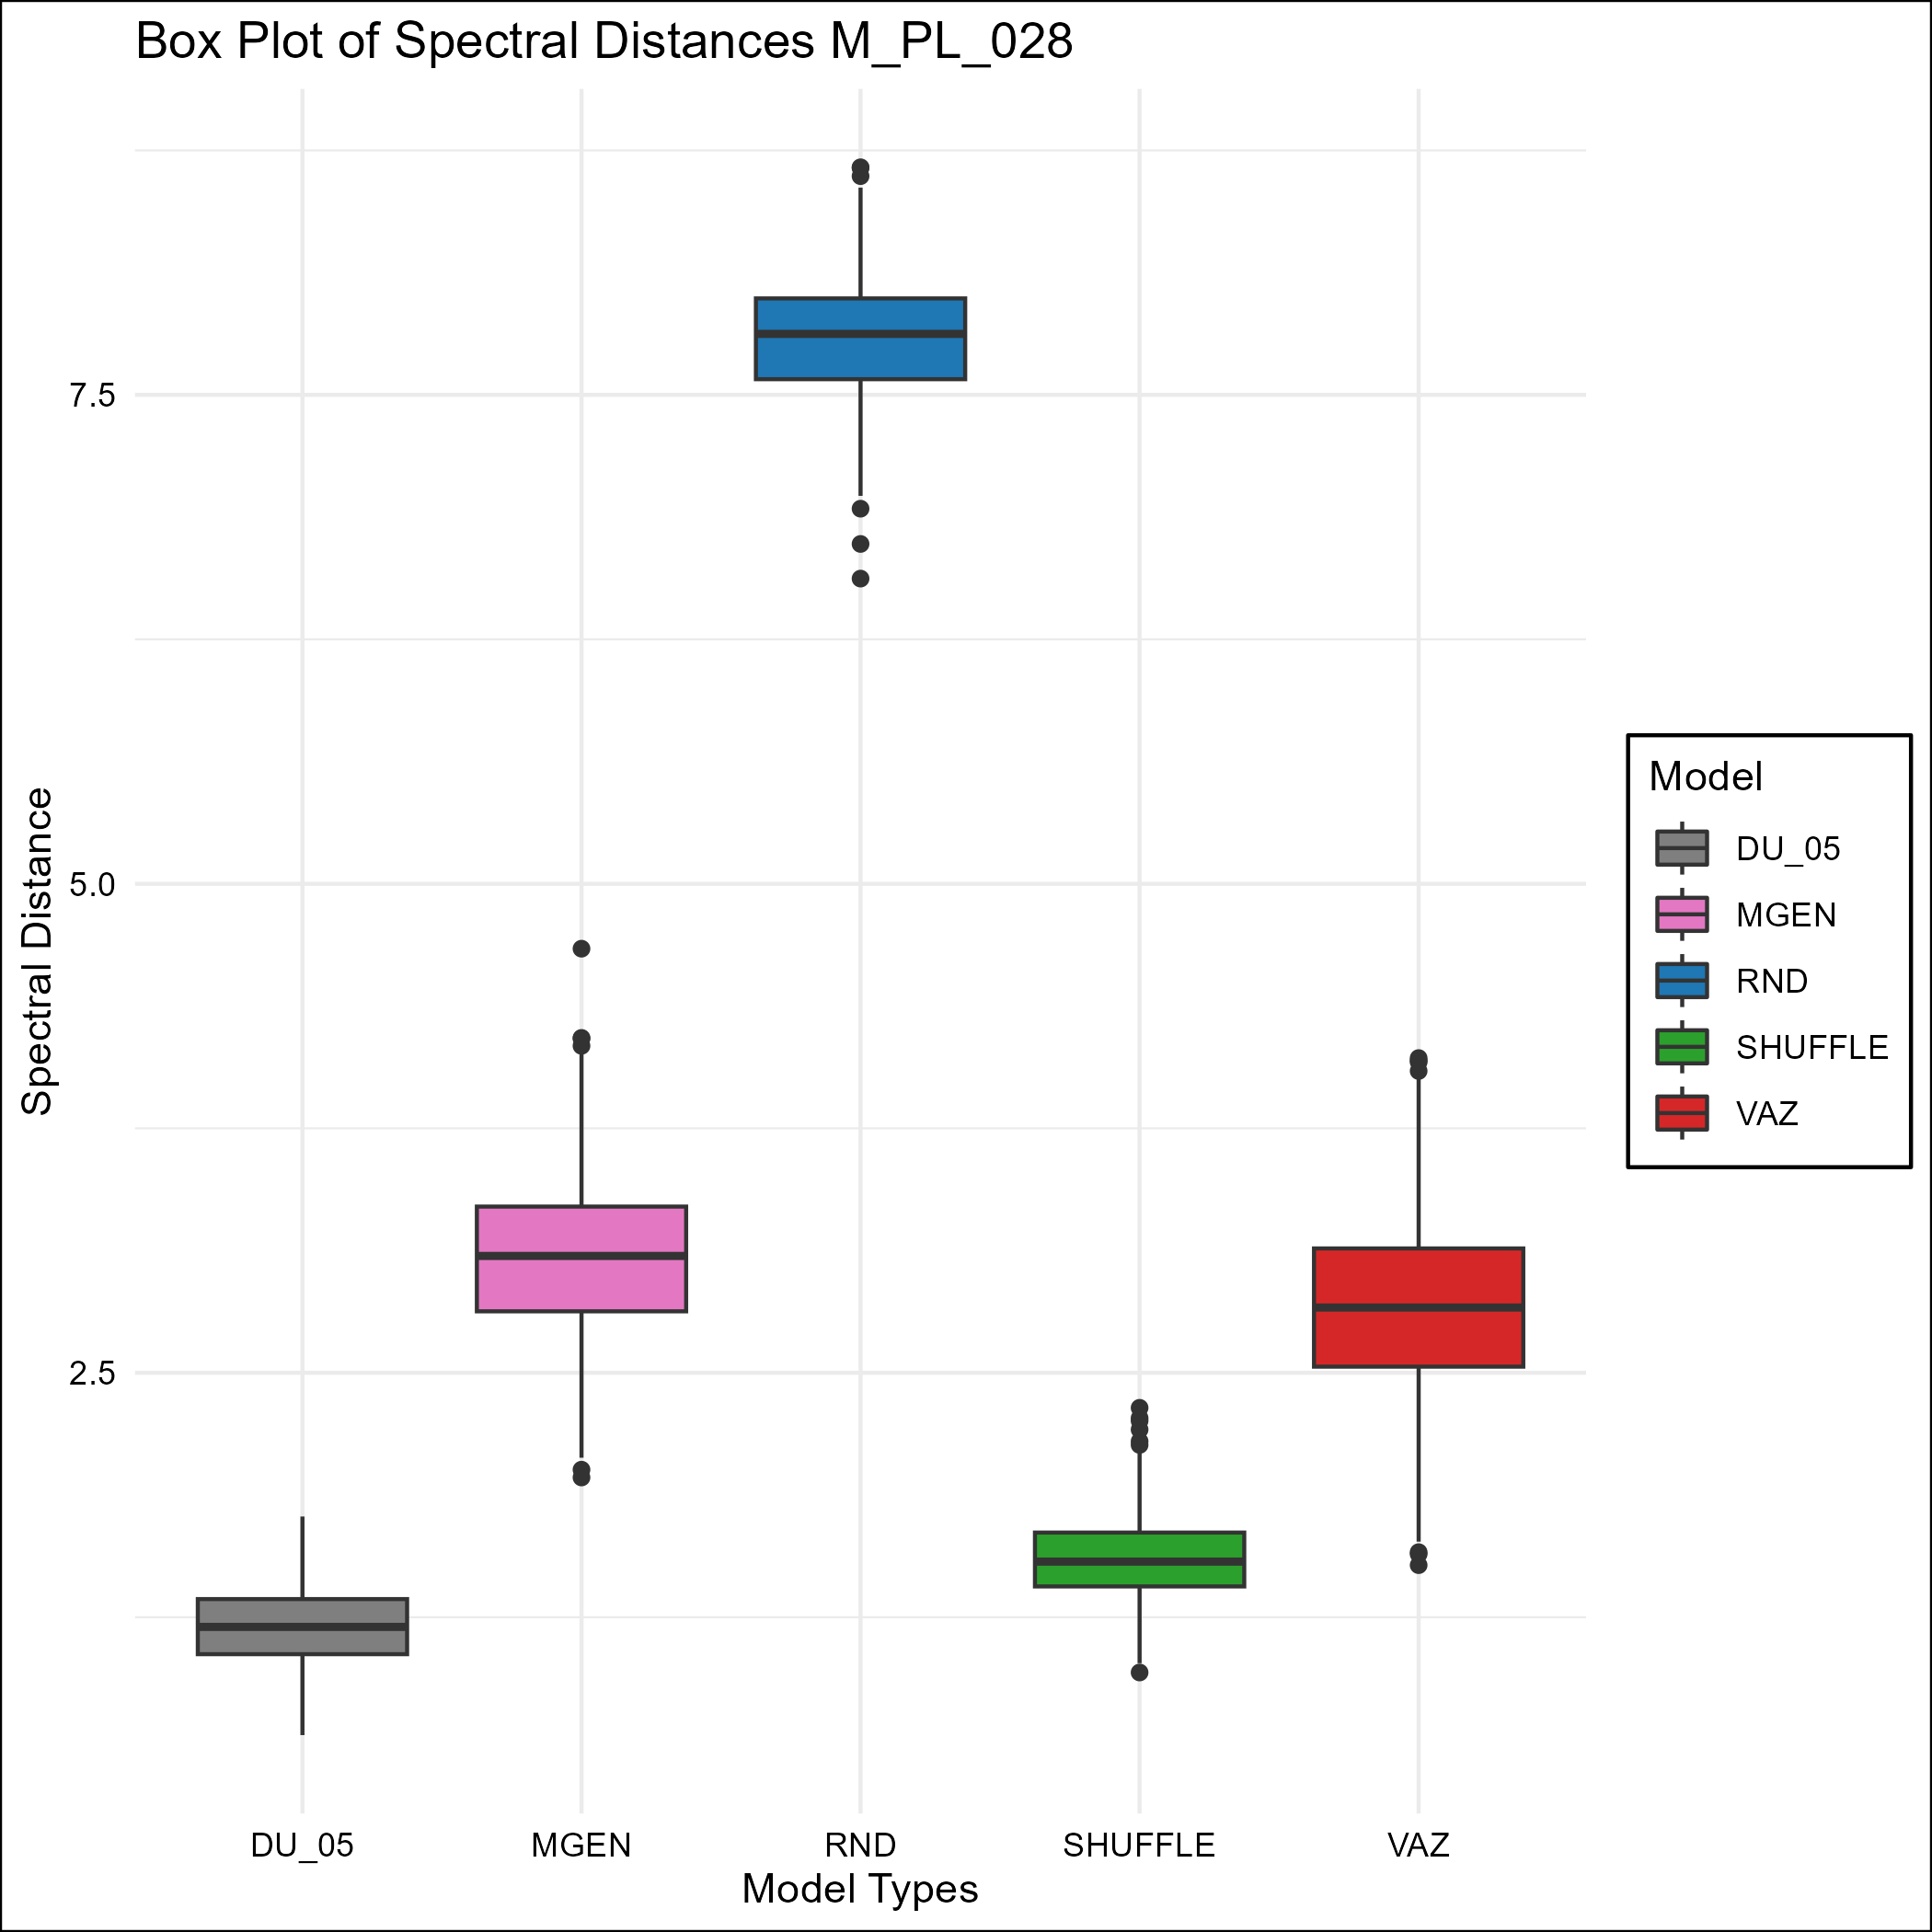 Box Plot of Spectral Distances M_PL_028
7.5
5.0
2.5
Spectral Distance
DU_05
MGEN
RND
SHUFFLE
VAZ
Model Types
Model
DU_05
MGEN
RND
SHUFFLE
VAZ